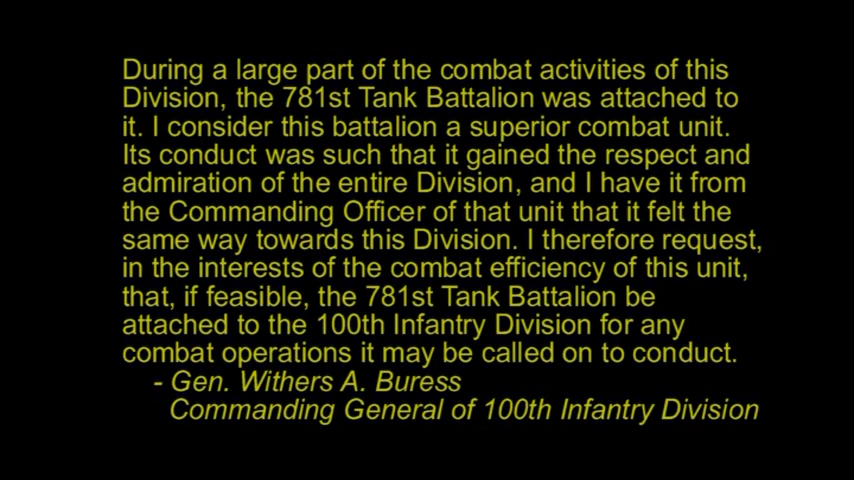 During a large part of the combat activities of this
Division, the 781st Tank Battalion was attached to
it. I consider this battalion a superior combat unit.
Its conduct was such that it gained the respect and
admiration of the entire Division, and I have it from
the Commanding Officer of that unit that it felt the
same way towards this Division. I therefore request,
in the interests of the combat efficiency of this unit,
that, if feasible, the 781st Tank Battalion be
attached to the 100th Infantry Division for any
combat operations it may be called on to conduct.
- Gen. Withers A. Buress
Commanding General of 100th Infantry Division